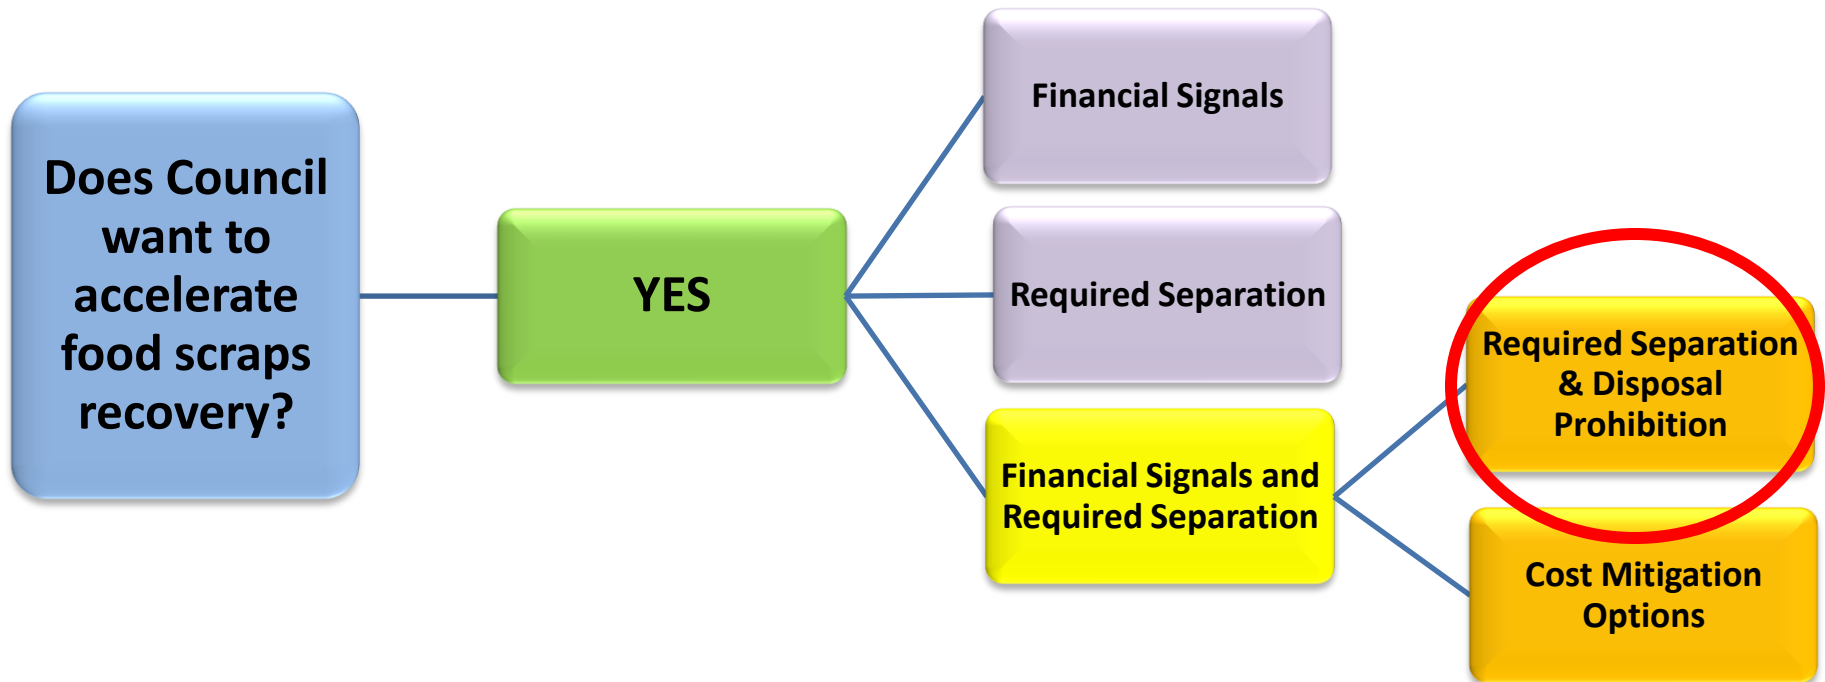 Does Council
want to
accelerate
food scraps
recovery?
YES
Financial Signals
Required Separation
Financial Signals and
Required Separation
Required Separation
& Disposal
Prohibition
Cost Mitigation
Options